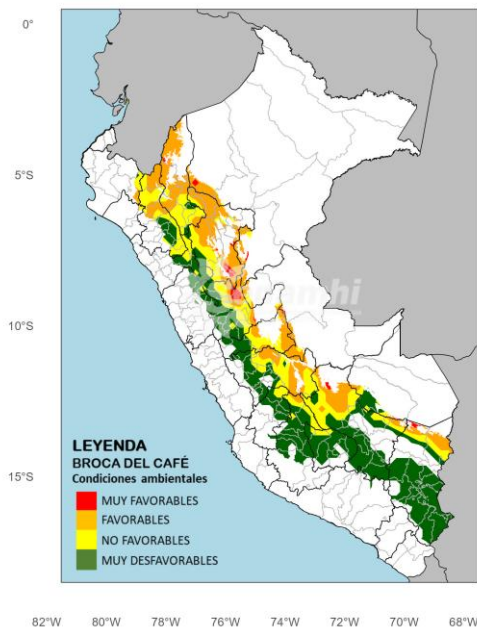 0°
5°S
10°S
senamhi
15°S
LEYENDA
BROCA DEL CAFÉ
Condiciones ambientales
MUY FAVORABLES
FAVORABLES
NO FAVORABLES
MUY DESFAVORABLES
82°W 80°W 78°W 76°W 74°W 72°W 70°W 68°W